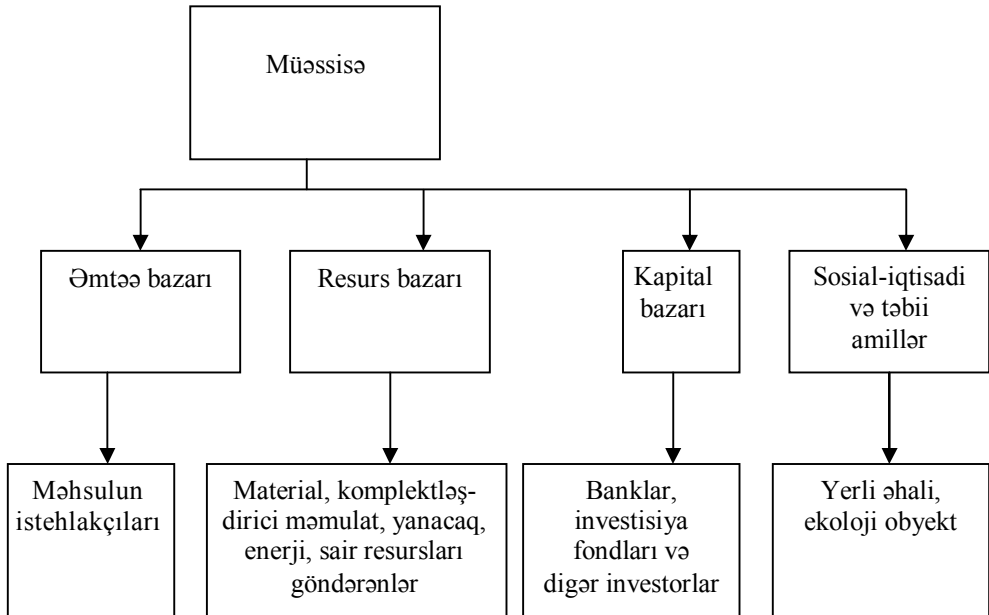 Müəssisə
Əmtəə bazarı
Resurs bazarı
Kapital
bazarı
Sosial-iqtisadi
və təbii
amillər
Məhsulun
istehlakçıları
Material, komplektləş-
dirici məmulat, yanacaq,
enerji, sair resursları
göndərənlər
Banklar,
investisiya
fondları və
digər investorlar
Yerli əhali,
ekoloji obyekt